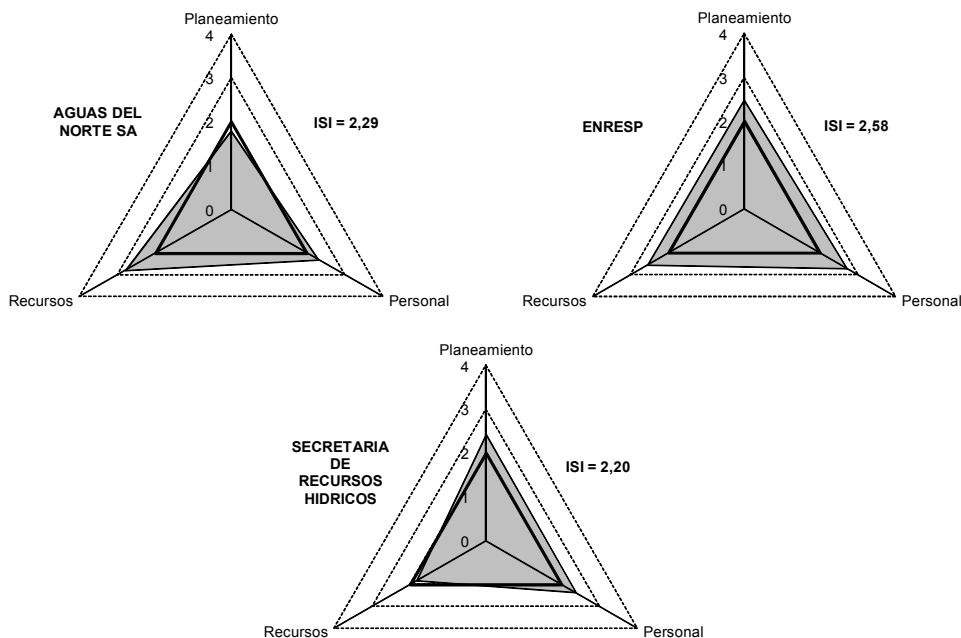 Planeamiento
4
3
2
1
0
AGUAS DEL
NORTE SA
ISI = 2,29
Recursos
Personal
Planeamiento
4
3
2
1
0
ENRESP
ISI = 2,58
Recursos
Personal
Planeamiento
4
3
2
1
0
SECRETARIA
DE
RECURSOS
HIDRICOS
ISI = 2,20
Recursos
Personal